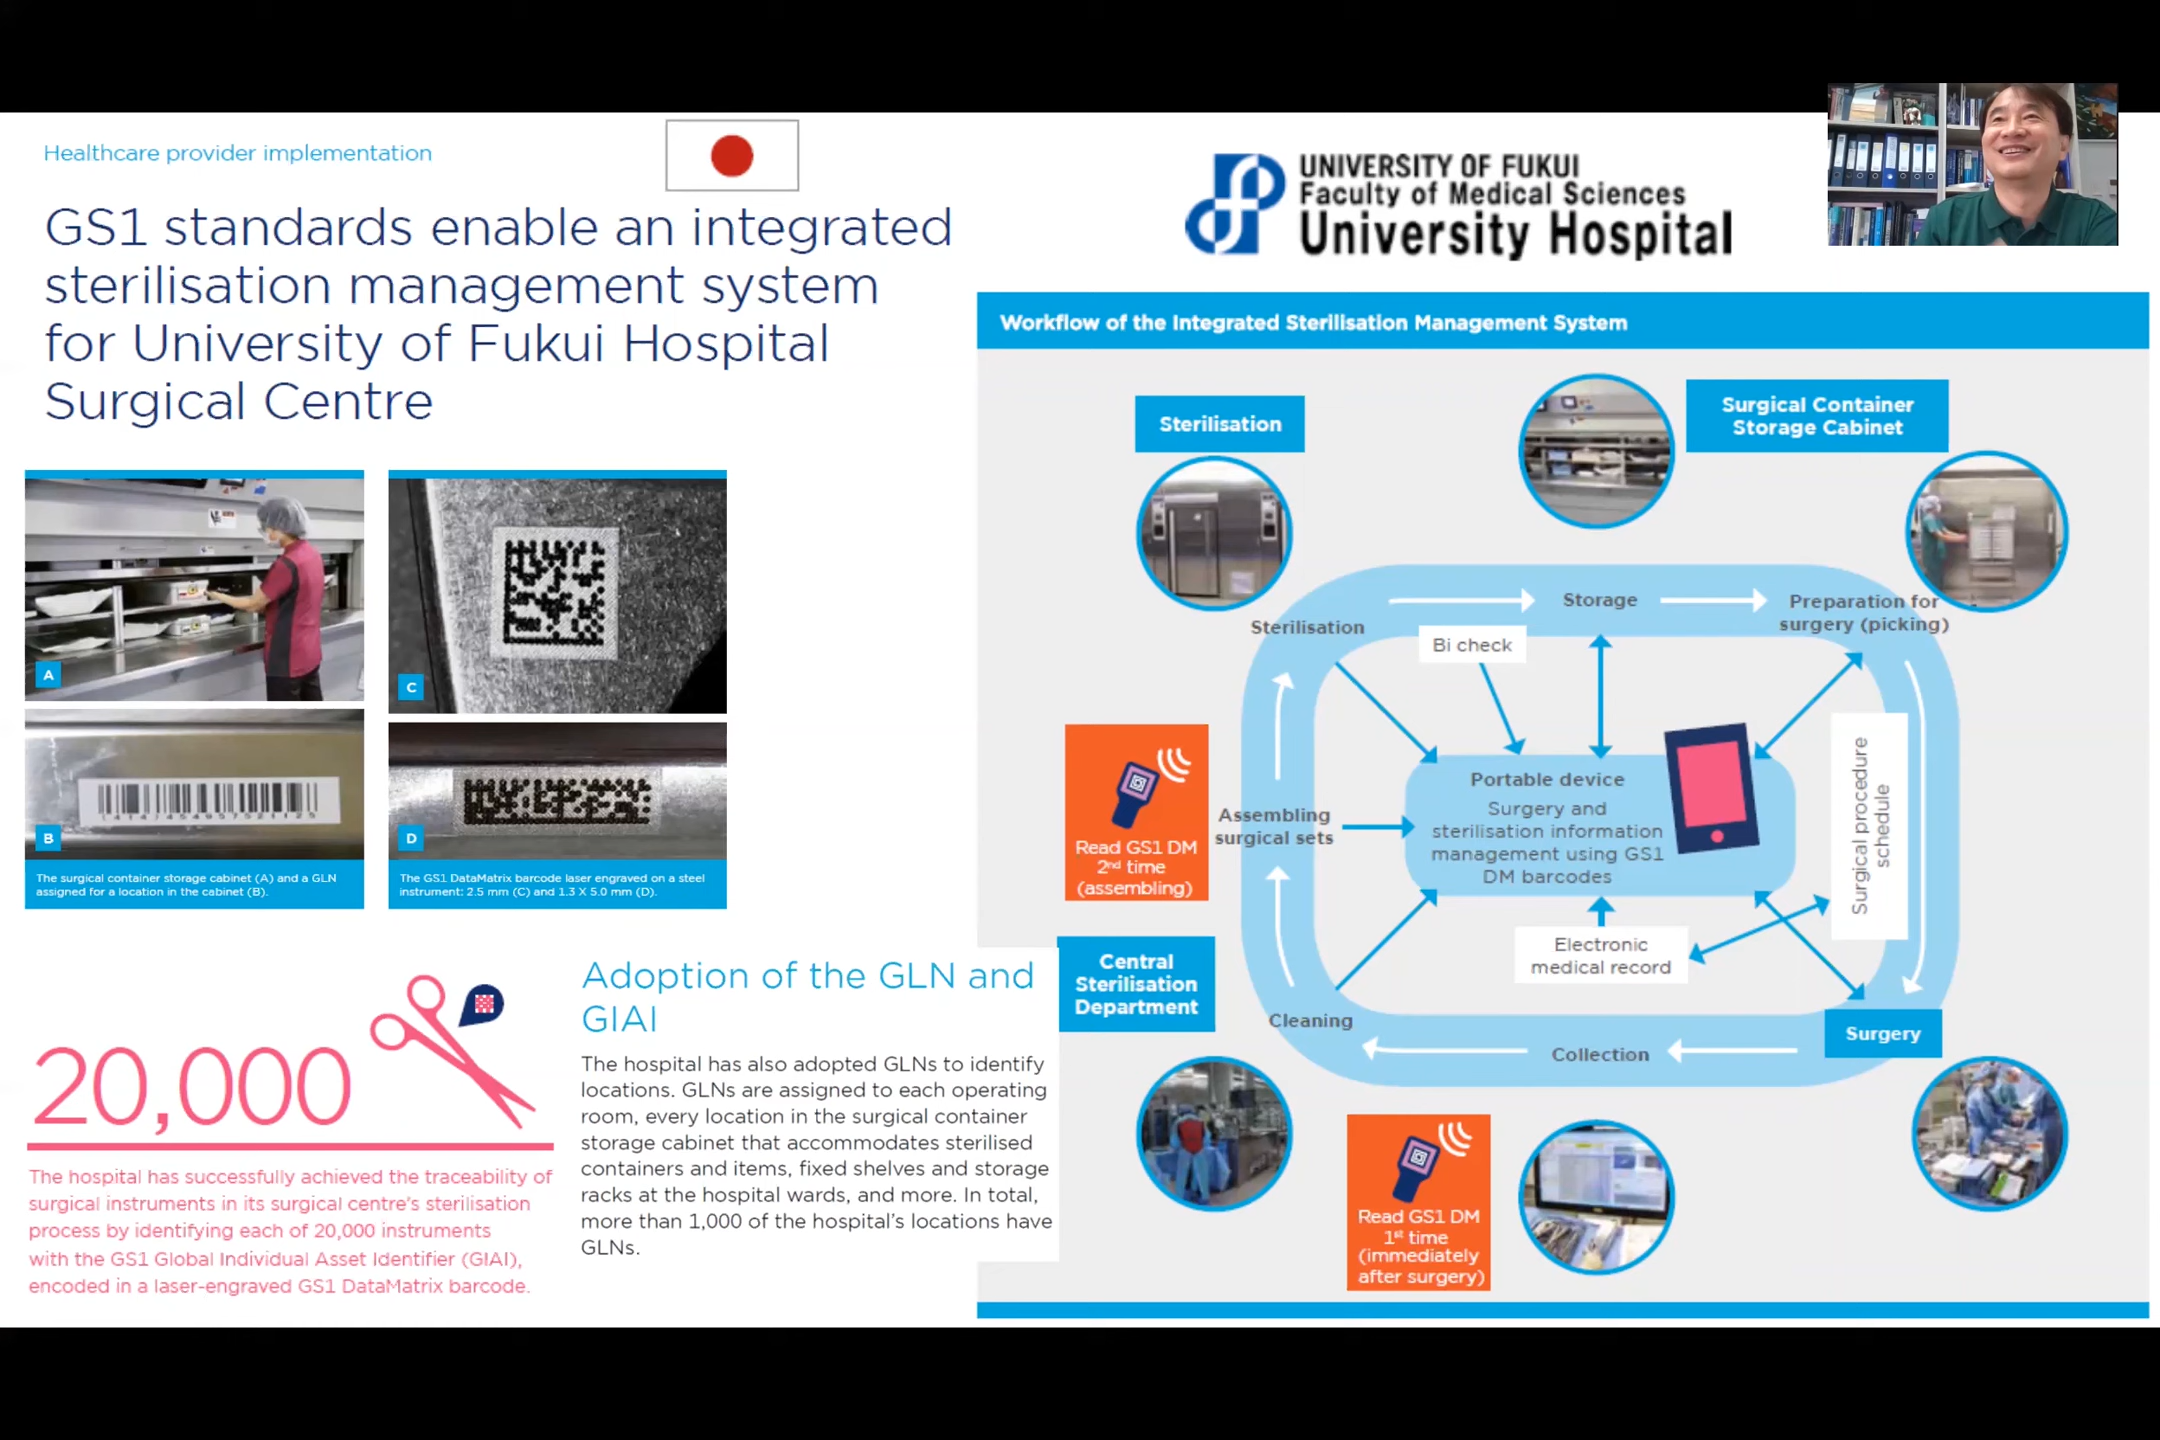 Healthcare provider implementation
GS1 standards enable an integrated
sterilisation management system
for University of Fukui Hospital
Surgical Centre
A
B
The surgical container storage cabinet (A) and a GLN
assigned for a location in the cabinet (B).
C
D
The GS1 DataMatrix barcode laser engraved on a steel
instrument: 2.5 mm (C) and 1.3 X 5.0 mm (D).
20,000
The hospital has successfully achieved the traceability of
surgical instruments in its surgical centre's sterilisation
process by identifying each of 20,000 instruments
with the GS1 Global Individual Asset Identifier (GIAI),
encoded in a laser-engraved GS1 DataMatrix barcode.
Adoption of the GLN and
GIAI
The hospital has also adopted GLNs to identify
locations. GLNs are assigned to each operating
room, every location in the surgical container
storage cabinet that accommodates sterilised
containers and items, fixed shelves and storage
racks at the hospital wards, and more. In total,
more than 1,000 of the hospital's locations have
GLNs.
UNIVERSITY OF FUKUI
Faculty of Medical Sciences
University Hospital
Workflow of the Integrated Sterilisation Management System
Sterilisation
Surgical Container
Storage Cabinet
Sterilisation
Storage
Preparation for
surgery (picking)
Bi check
Read GS1 DM
2nd time
(assembling)
Assembling
surgical sets
Portable device
Surgery and
sterilisation information
management using GS1
DM barcodes
Surgical procedure
schedule
Electronic
medical record
Central
Sterilisation
Department
Cleaning
Collection
Surgery
Read GS1 DM
1st time
(immediately
after surgery)